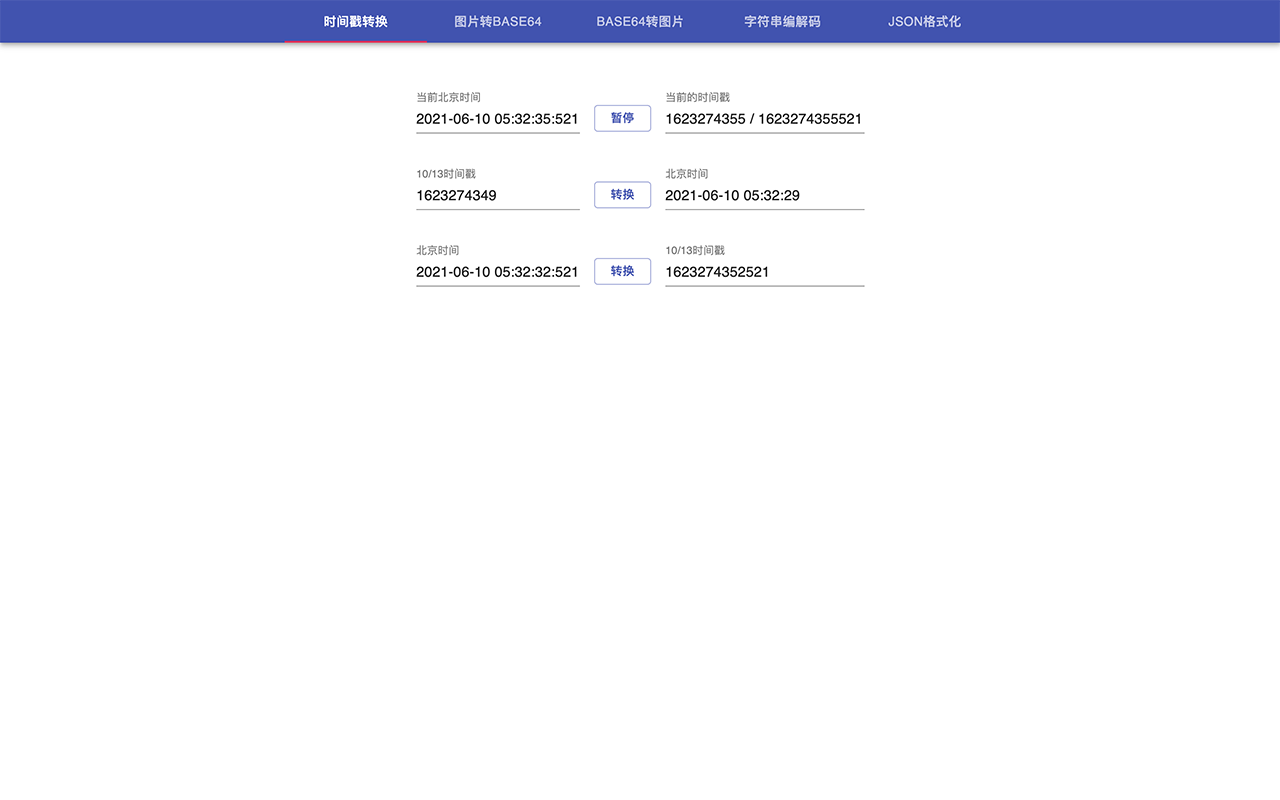 时间戳转换 图片转BASE64 BASE64转图片 字符串编解码 JSON格式化
当前北京时间 当前的时间戳
2021-06-10 05:32:35:521 暂停 1623274355 / 1623274355521
10/13时间戳 北京时间
1623274349 转换 2021-06-10 05:32:29
北京时间 10/13时间戳
2021-06-10 05:32:32:521 转换 1623274352521